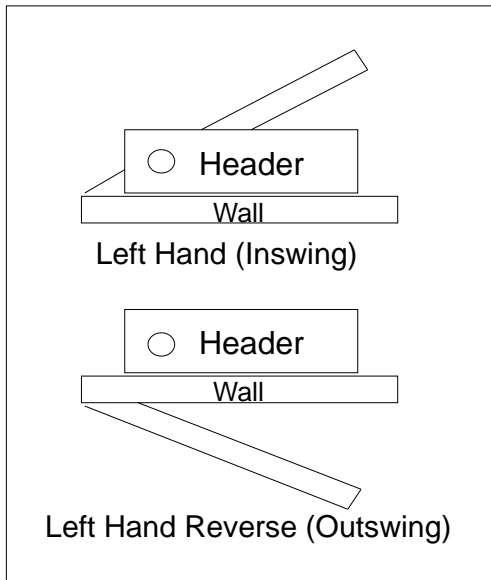 Header
Wall
Left Hand (Inswing)
Header
Wall
Left Hand Reverse (Outswing)